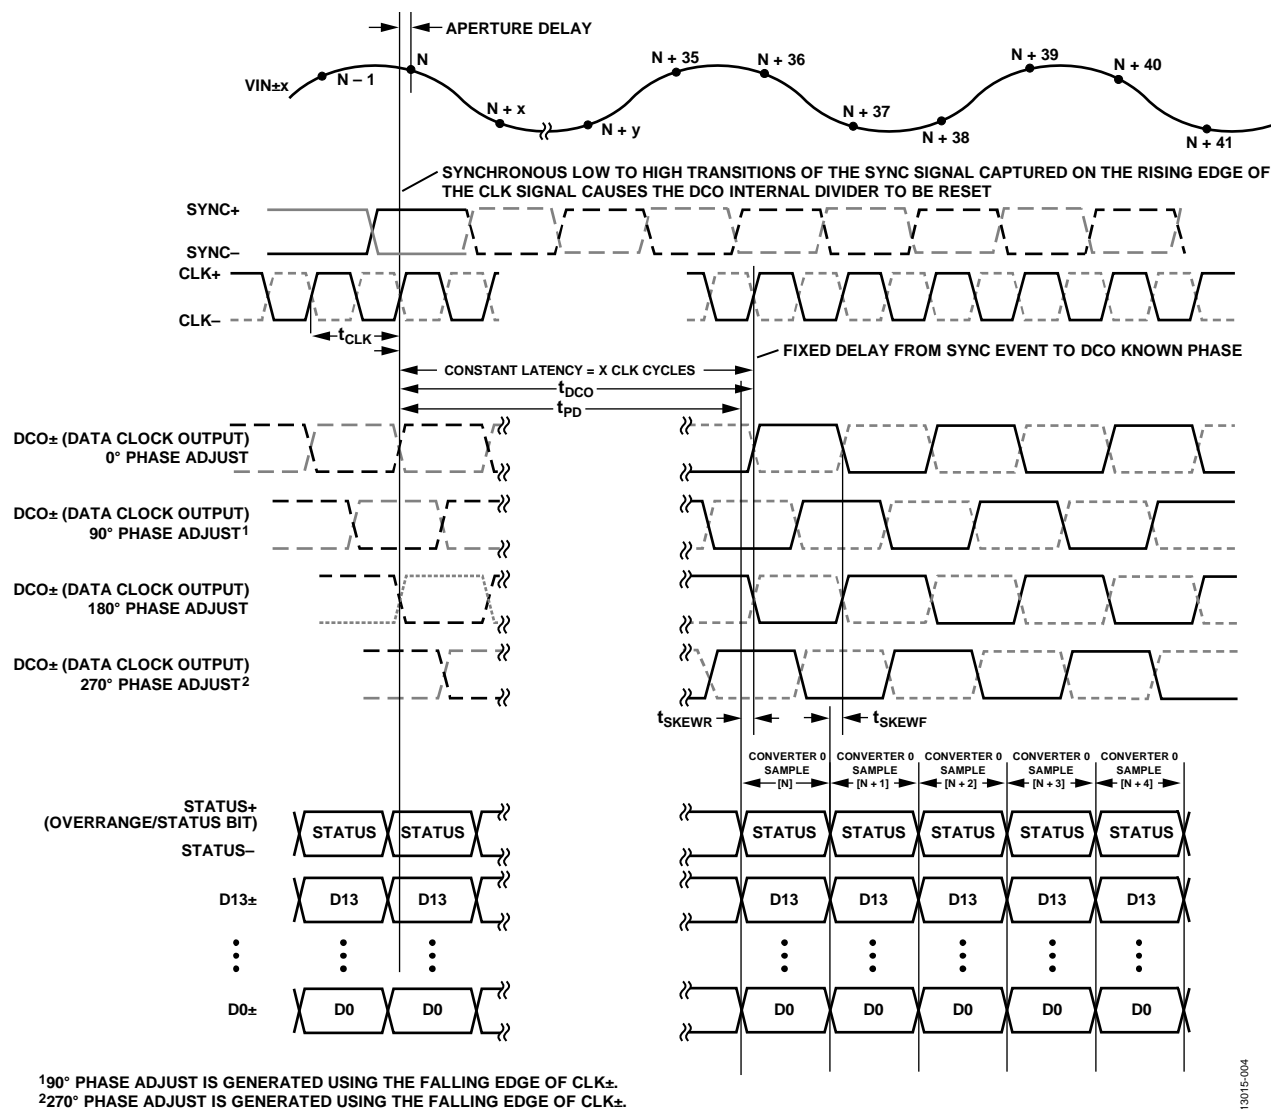 APERTURE DELAY
VIN±x
N – 1
N
N + x
N + y
N + 35
N + 36
N + 37
N + 38
N + 39
N + 40
N + 41
SYNCHRONOUS LOW TO HIGH TRANSITIONS OF THE SYNC SIGNAL CAPTURED ON THE RISING EDGE OF
THE CLK SIGNAL CAUSES THE DCO INTERNAL DIVIDER TO BE RESET
SYNC+
SYNC–
CLK+
CLK–
tCLK
FIXED DELAY FROM SYNC EVENT TO DCO KNOWN PHASE
CONSTANT LATENCY = X CLK CYCLES
tDCO
tPD
DCO± (DATA CLOCK OUTPUT)
0° PHASE ADJUST
DCO± (DATA CLOCK OUTPUT)
90° PHASE ADJUST1
DCO± (DATA CLOCK OUTPUT)
180° PHASE ADJUST
DCO± (DATA CLOCK OUTPUT)
270° PHASE ADJUST2
tSKEWR
tSKEWF
CONVERTER 0
SAMPLE
[N]
CONVERTER 0
SAMPLE
[N + 1]
CONVERTER 0
SAMPLE
[N + 2]
CONVERTER 0
SAMPLE
[N + 3]
CONVERTER 0
SAMPLE
[N + 4]
STATUS+
(OVERRANGE/STATUS BIT)
STATUS–
STATUS STATUS STATUS STATUS STATUS STATUS STATUS
D13± D13 D13 D13 D13 D13 D13 D13
D0± D0 D0 D0 D0 D0 D0 D0
190° PHASE ADJUST IS GENERATED USING THE FALLING EDGE OF CLK±.
2270° PHASE ADJUST IS GENERATED USING THE FALLING EDGE OF CLK±.
13015-004